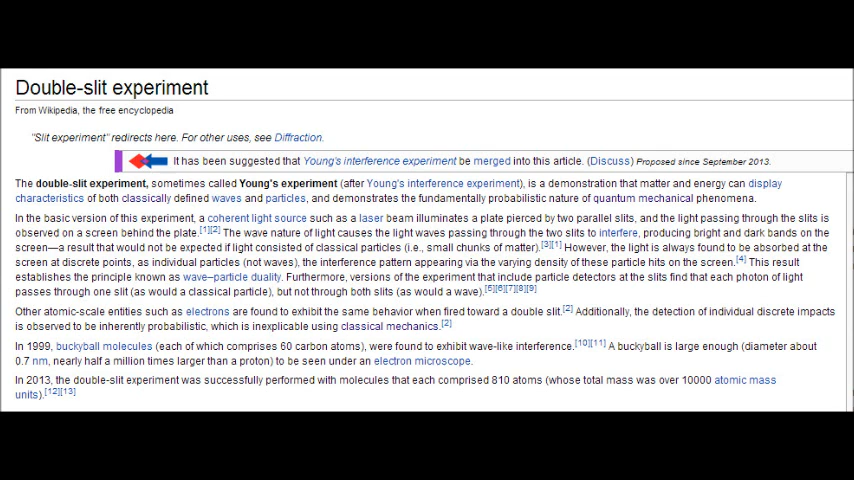 Double-slit experiment
From Wikipedia, the free encyclopedia
"Slit experiment" redirects here. For other uses, see Diffraction.
It has been suggested that Young's interference experiment be merged into this article. (Discuss) Proposed since September 2013.
The double-slit experiment, sometimes called Young's experiment (after Young's interference experiment), is a demonstration that matter and energy can display
characteristics of both classically defined waves and particles, and demonstrates the fundamentally probabilistic nature of quantum mechanical phenomena.
In the basic version of this experiment, a coherent light source such as a laser beam illuminates a plate pierced by two parallel slits, and the light passing through the slits is
observed on a screen behind the plate.[1][2] The wave nature of light causes the light waves passing through the two slits to interfere, producing bright and dark bands on the
screen—a result that would not be expected if light consisted of classical particles (i.e., small chunks of matter).[3][1] However, the light is always found to be absorbed at the
screen at discrete points, as individual particles (not waves), the interference pattern appearing via the varying density of these particle hits on the screen.[4] This result
establishes the principle known as wave–particle duality. Furthermore, versions of the experiment that include particle detectors at the slits find that each photon of light
passes through one slit (as would a classical particle), but not through both slits (as would a wave).[5][6][7][8][9]
Other atomic-scale entities such as electrons are found to exhibit the same behavior when fired toward a double slit.[2] Additionally, the detection of individual discrete impacts
is observed to be inherently probabilistic, which is inexplicable using classical mechanics.[2]
In 1999, buckyball molecules (each of which comprises 60 carbon atoms), were found to exhibit wave-like interference.[10][11] A buckyball is large enough (diameter about
0.7 nm, nearly half a million times larger than a proton) to be seen under an electron microscope.
In 2013, the double-slit experiment was successfully performed with molecules that each comprised 810 atoms (whose total mass was over 10000 atomic mass
units).[12][13]